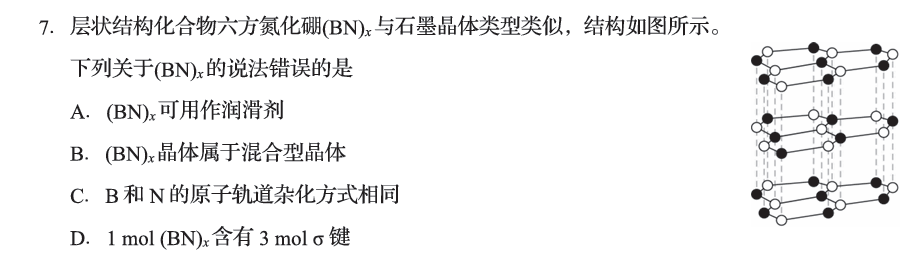 7. 层状结构化合物六方氮化硼(BN)ₓ与石墨晶体类型类似，结构如图所示。
下列关于(BN)ₓ的说法错误的是
A. (BN)ₓ可用作润滑剂
B. (BN)ₓ晶体属于混合型晶体
C. B 和 N 的原子轨道杂化方式相同
D. 1 mol (BN)ₓ含有 3 mol σ 键